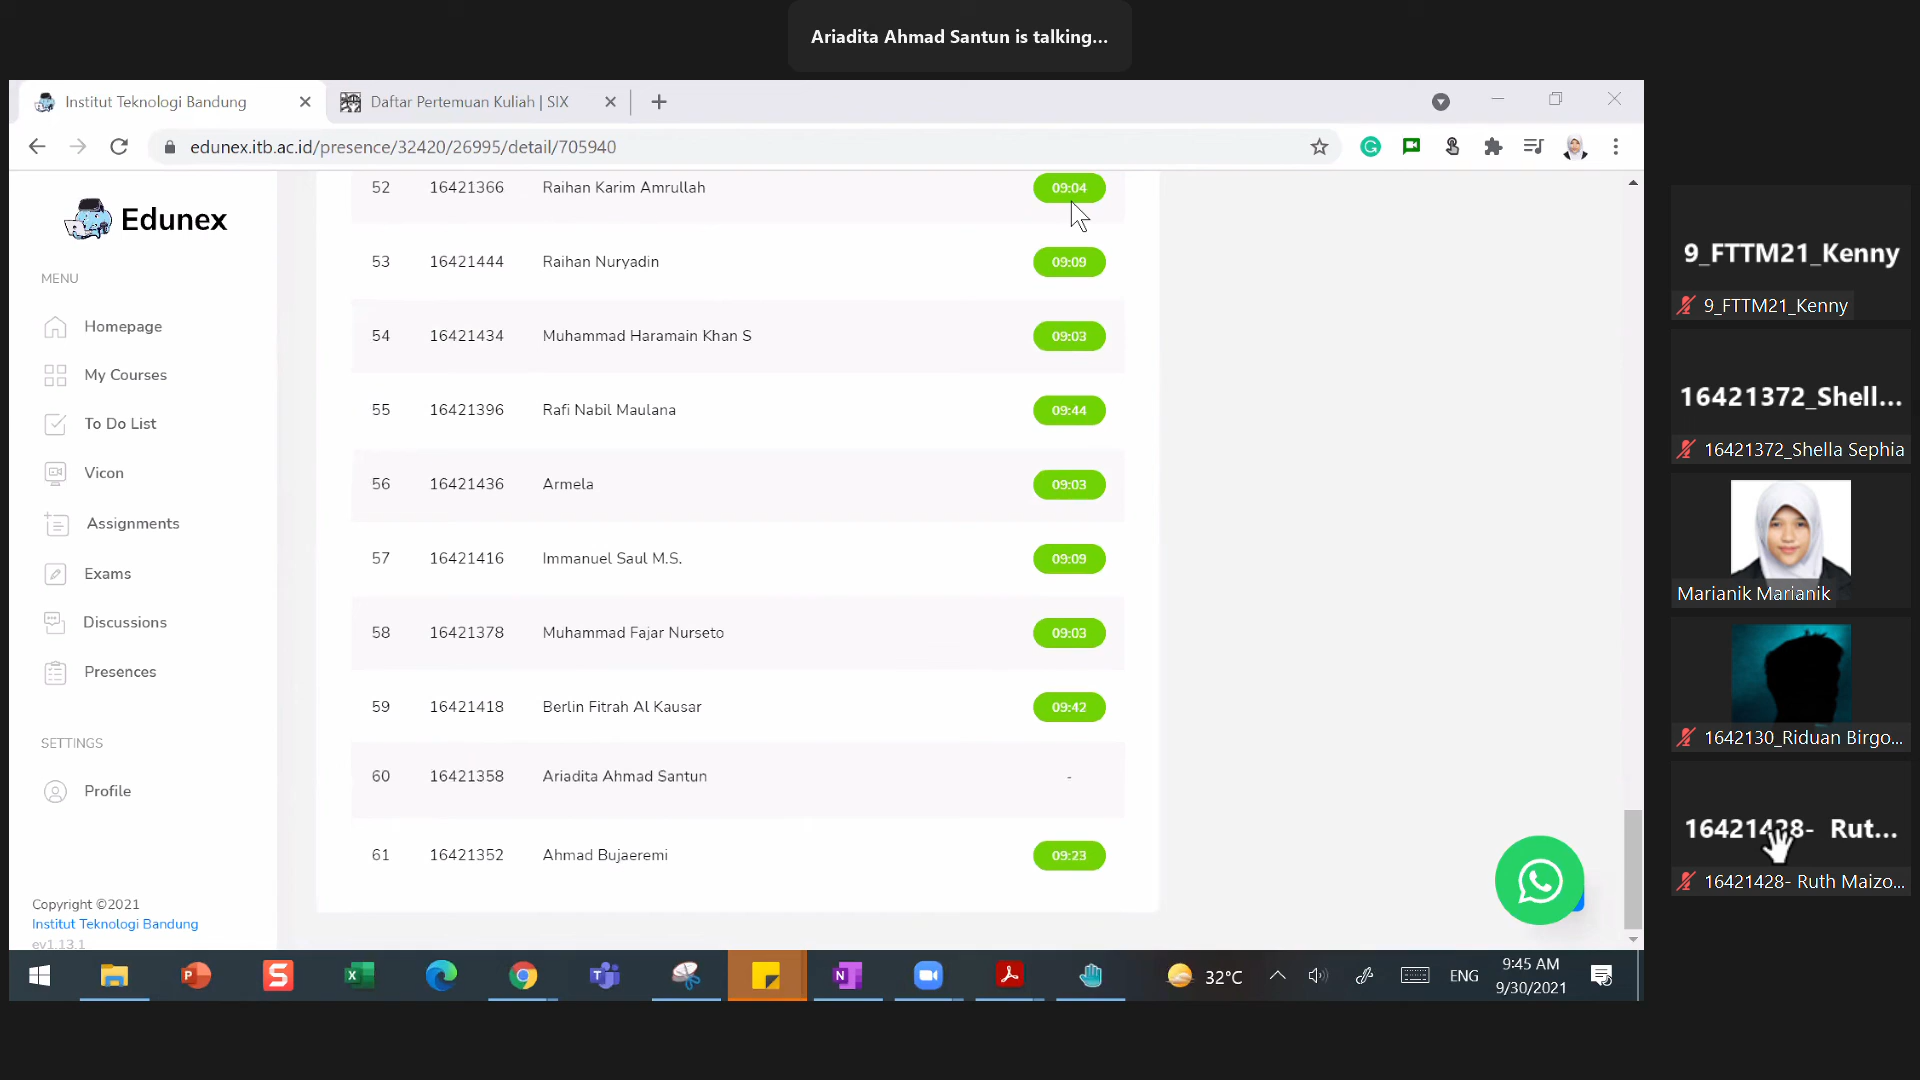 Ariadita Ahmad Santun is talking...
Institut Teknologi Bandung
Daftar Pertemuan Kuliah | SIX
edunex.itb.ac.id/presence/32420/26995/detail/705940
Edunex
MENU
Homepage
My Courses
To Do List
Vicon
Assignments
Exams
Discussions
Presences
SETTINGS
Profile
Copyright ©2021
Institut Teknologi Bandung
ev1.13.1
52 16421366 Raihan Karim Amrullah 09:04
53 16421444 Raihan Nuryadin 09:09
54 16421434 Muhammad Haramain Khan S 09:03
55 16421396 Rafi Nabil Maulana 09:44
56 16421436 Armela 09:03
57 16421416 Immanuel Saul M.S. 09:09
58 16421378 Muhammad Fajar Nurseto 09:03
59 16421418 Berlin Fitrah Al Kausar 09:42
60 16421358 Ariadita Ahmad Santun -
61 16421352 Ahmad Bujaeremi 09:23
9_FTTM21_Kenny
9_FTTM21_Kenny
16421372_Shell...
16421372_Shella Sephia
Marianik Marianik
1642130_Riduan Birgo...
16421428- Rut...
16421428- Ruth Maizo...
32°C
ENG
9:45 AM
9/30/2021